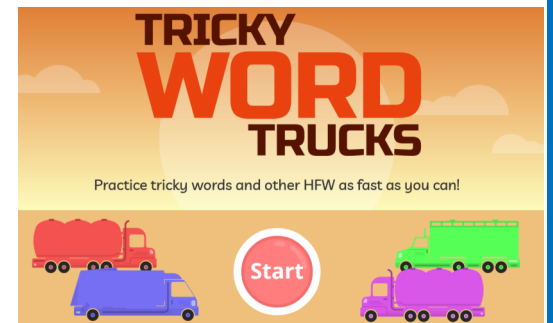 TRICKY
WORD
TRUCKS
Practice tricky words and other HFW as fast as you can!
Start